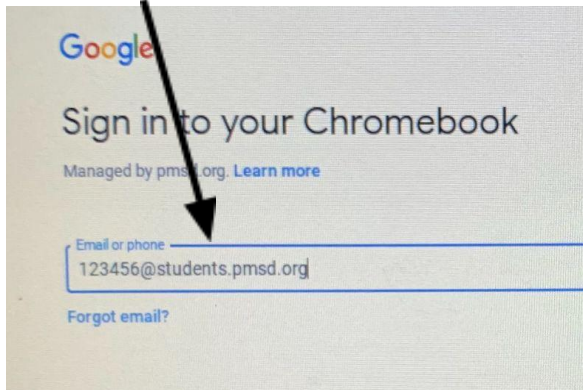 Google
Sign in to your Chromebook
Managed by pmsd.org. Learn more
Email or phone
123456@students.pmsd.org
Forgot email?